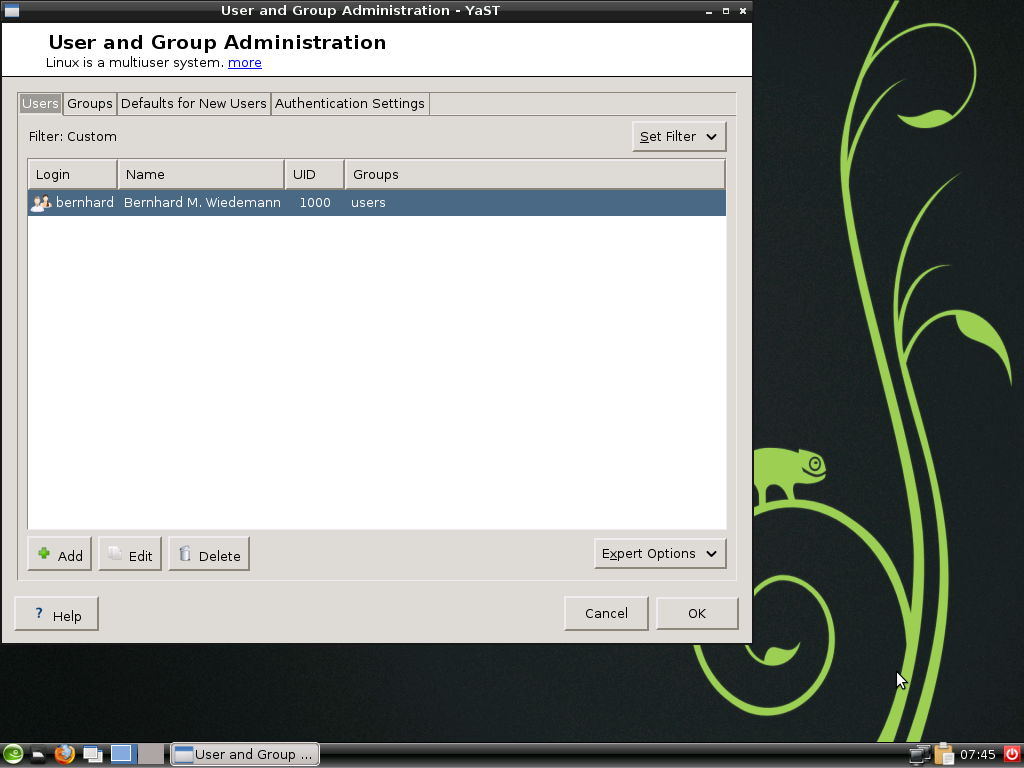 User and Group Administration - YaST
User and Group Administration
Linux is a multiuser system. more
Users Groups Defaults for New Users Authentication Settings
Filter: Custom Set Filter
Login Name UID Groups
bernhard Bernhard M. Wiedemann 1000 users
Add Edit Delete Expert Options
? Help Cancel OK
User and Group ... 07:45